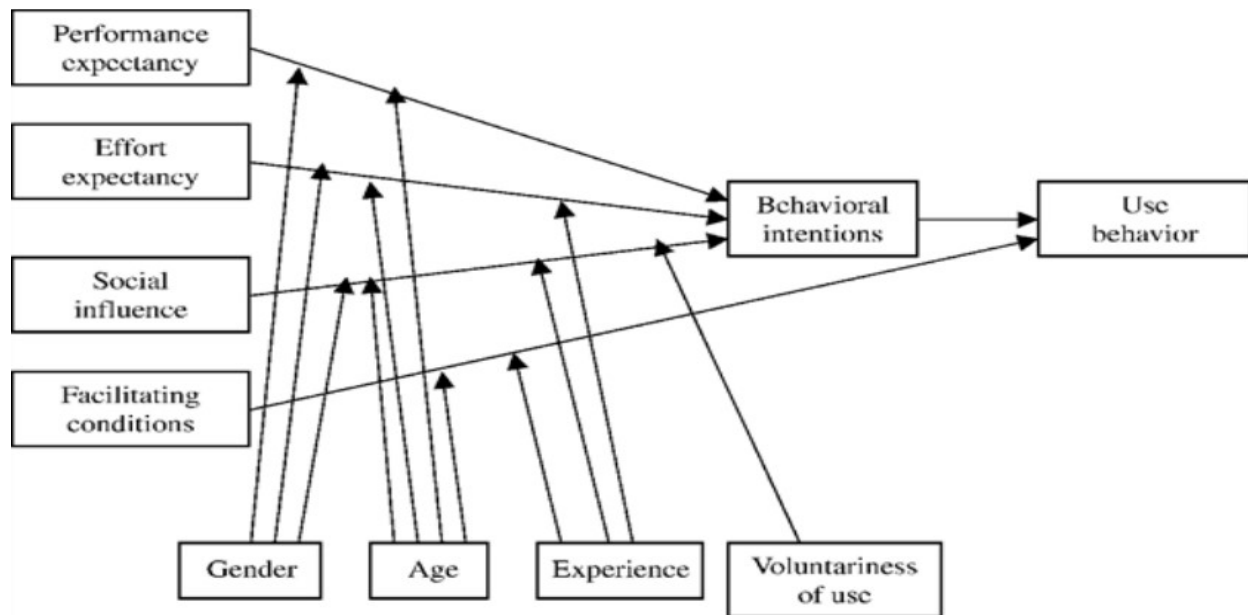 Performance
expectancy
Effort
expectancy
Social
influence
Facilitating
conditions
Behavioral
intentions
Use
behavior
Gender
Age
Experience
Voluntariness
of use